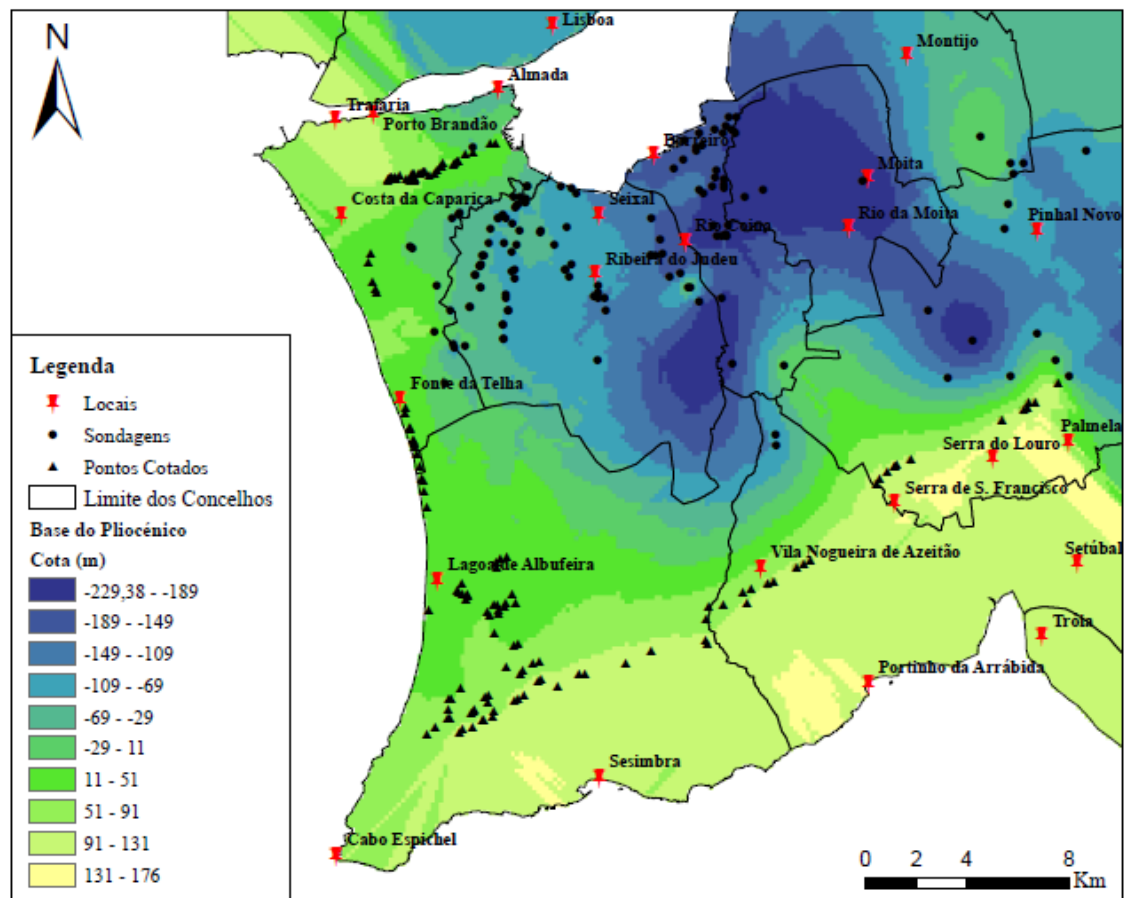 N
Lisboa
Montijo
Almada
Trafaria
Porto Brandão
Barreiro
Moita
Costa da Caparica
Seixal
Rio Coina
Rio da Moita
Pinhal Novo
Ribeira do Judeu
Fonte da Telha
Palmela
Serra do Louro
Serra de S. Francisco
Vila Nogueira de Azeitão
Setúbal
Lagoa de Albufeira
Tróia
Portinho da Arrábida
Sesimbra
Cabo Espichel
Legenda
Locais
Sondagens
Pontos Cotados
Limite dos Concelhos
Base do Pliocénico
Cota (m)
-229,38 - -189
-189 - -149
-149 - -109
-109 - -69
-69 - -29
-29 - 11
11 - 51
51 - 91
91 - 131
131 - 176
0 2 4 8
Km